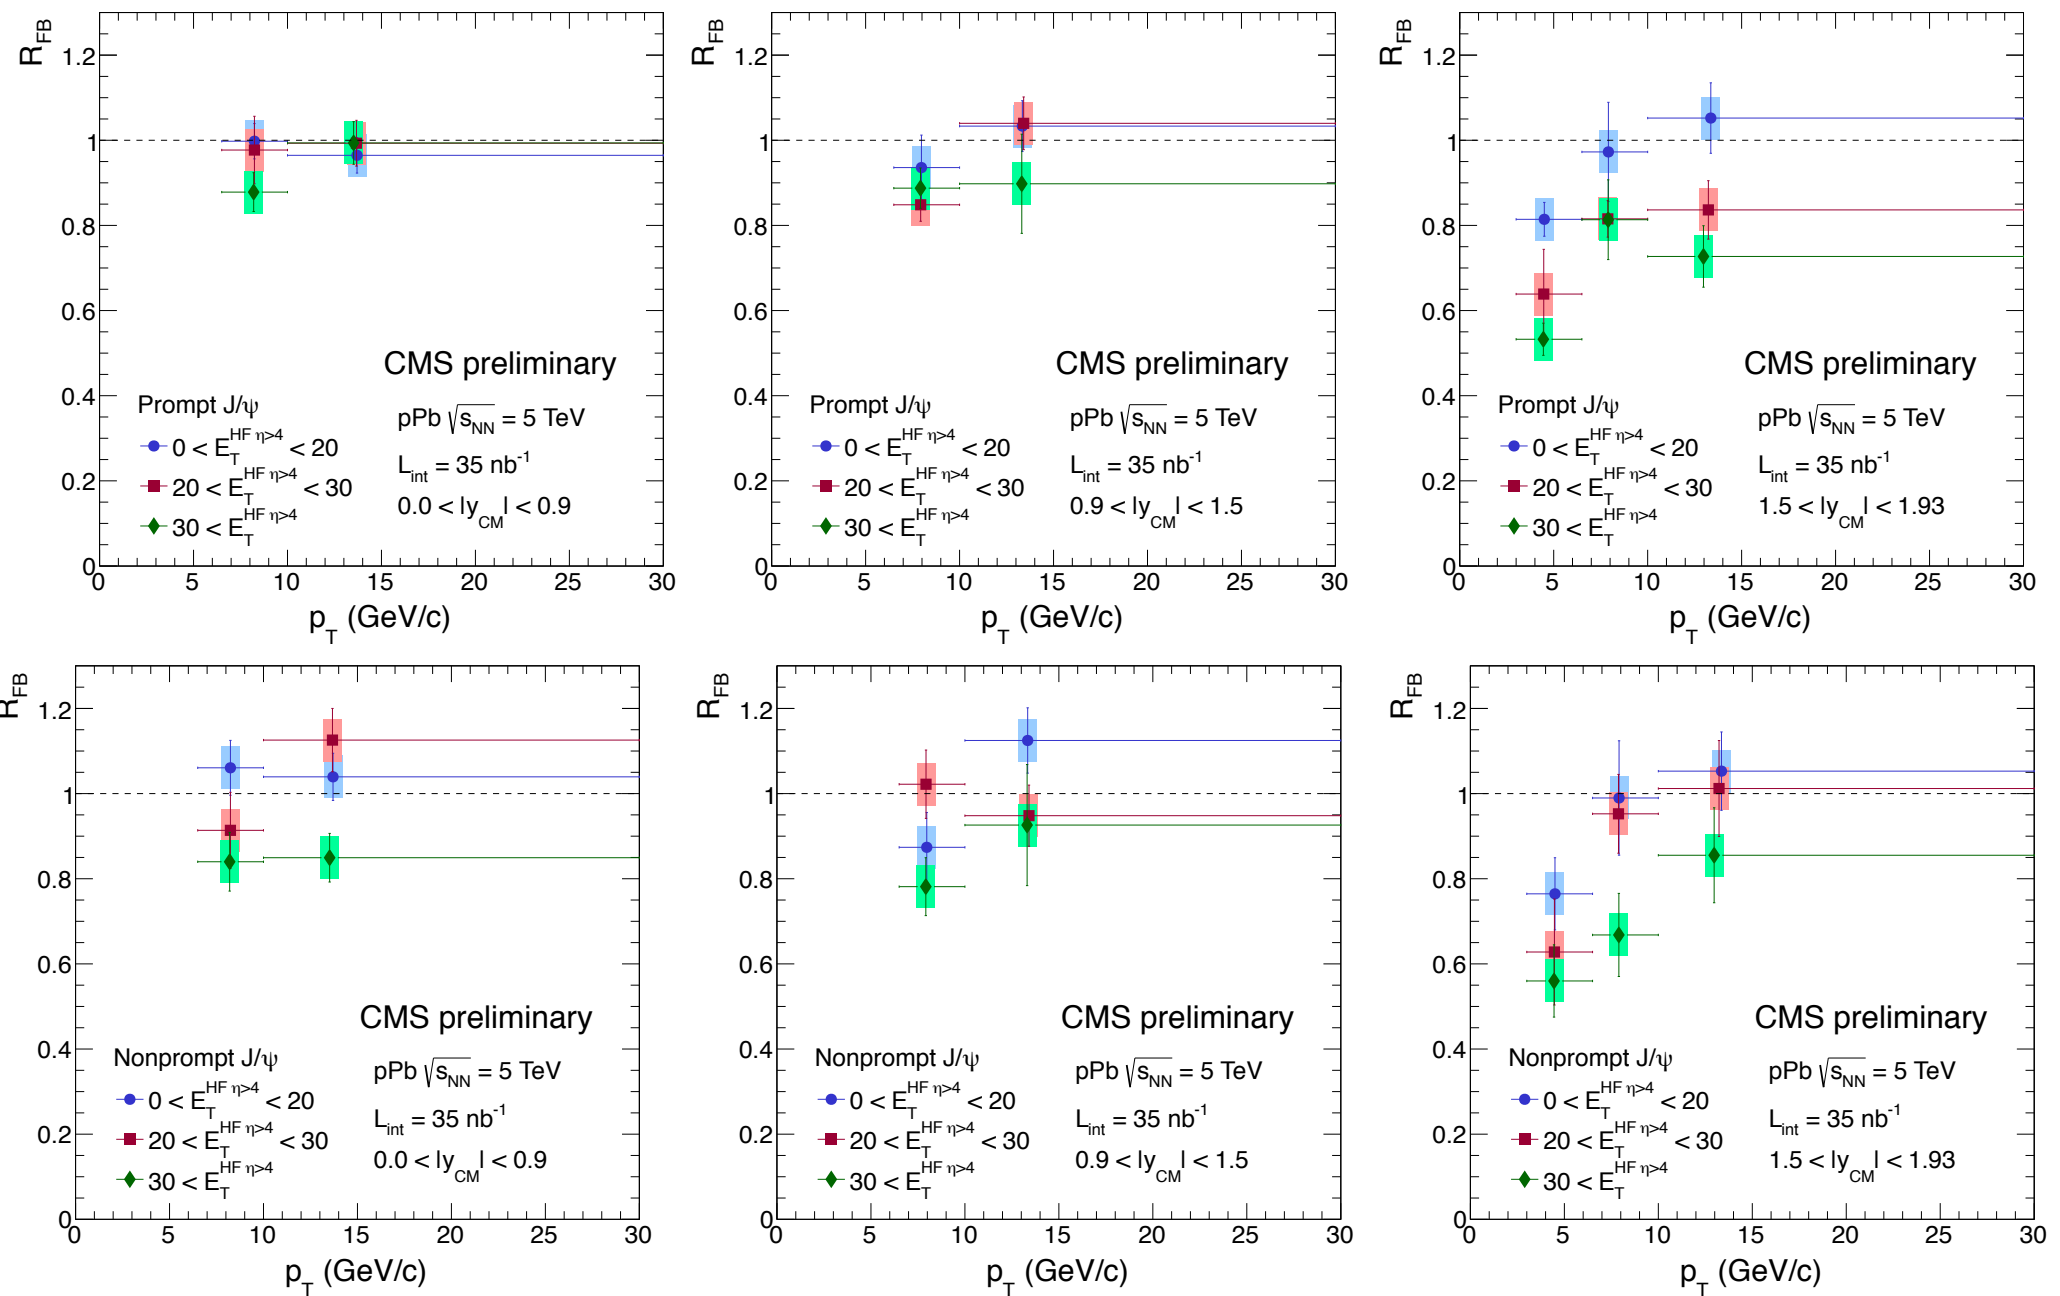 R_FB
1.2
1
0.8
0.6
0.4
0.2
0
0 5 10 15 20 25 30
p_T (GeV/c)
CMS preliminary
Prompt J/ψ
0 < E_T^{HF η>4} < 20
20 < E_T^{HF η>4} < 30
30 < E_T^{HF η>4}
pPb √s_NN = 5 TeV
L_int = 35 nb^-1
0.0 < |y_CM| < 0.9
R_FB
1.2
1
0.8
0.6
0.4
0.2
0
0 5 10 15 20 25 30
p_T (GeV/c)
CMS preliminary
Prompt J/ψ
0 < E_T^{HF η>4} < 20
20 < E_T^{HF η>4} < 30
30 < E_T^{HF η>4}
pPb √s_NN = 5 TeV
L_int = 35 nb^-1
0.9 < |y_CM| < 1.5
R_FB
1.2
1
0.8
0.6
0.4
0.2
0
0 5 10 15 20 25 30
p_T (GeV/c)
CMS preliminary
Prompt J/ψ
0 < E_T^{HF η>4} < 20
20 < E_T^{HF η>4} < 30
30 < E_T^{HF η>4}
pPb √s_NN = 5 TeV
L_int = 35 nb^-1
1.5 < |y_CM| < 1.93
R_FB
1.2
1
0.8
0.6
0.4
0.2
0
0 5 10 15 20 25 30
p_T (GeV/c)
CMS preliminary
Nonprompt J/ψ
0 < E_T^{HF η>4} < 20
20 < E_T^{HF η>4} < 30
30 < E_T^{HF η>4}
pPb √s_NN = 5 TeV
L_int = 35 nb^-1
0.0 < |y_CM| < 0.9
R_FB
1.2
1
0.8
0.6
0.4
0.2
0
0 5 10 15 20 25 30
p_T (GeV/c)
CMS preliminary
Nonprompt J/ψ
0 < E_T^{HF η>4} < 20
20 < E_T^{HF η>4} < 30
30 < E_T^{HF η>4}
pPb √s_NN = 5 TeV
L_int = 35 nb^-1
0.9 < |y_CM| < 1.5
R_FB
1.2
1
0.8
0.6
0.4
0.2
0
0 5 10 15 20 25 30
p_T (GeV/c)
CMS preliminary
Nonprompt J/ψ
0 < E_T^{HF η>4} < 20
20 < E_T^{HF η>4} < 30
30 < E_T^{HF η>4}
pPb √s_NN = 5 TeV
L_int = 35 nb^-1
1.5 < |y_CM| < 1.93